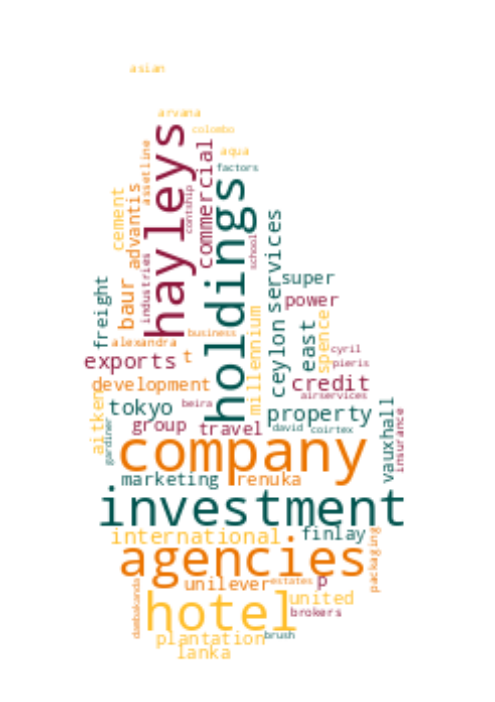 asian
arvana
colombo
hayleys
assetline
contship
commercial
aqua
factors
holdings
cement
advantis
industries
school
services
freight
baur
super
power
business
millennium
ceylon
east
spence
alexandra
t
cyril
exports
pieris
development
credit
airservices
aitken
tokyo
beira
property
vauxhall
insurance
gardiner
group
travel
david
coirtex
company
marketing
renuka
investment
international
finlay
agencies
packaging
dambakanda
unilever
estates
p
hotel
united
brokers
plantation
brush
lanka